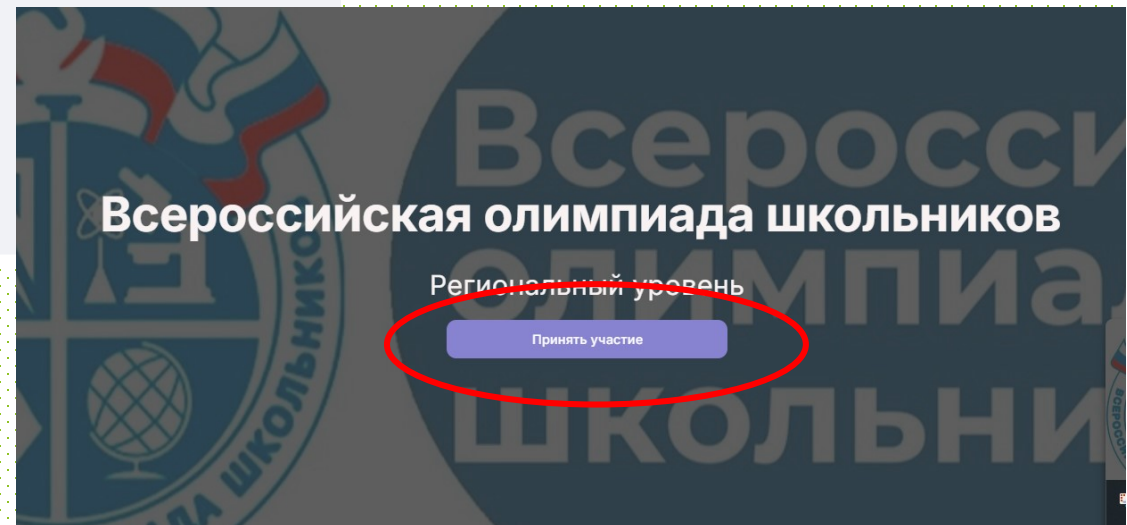 Всероссийская олимпиада школьников
Региональный уровень
Принять участие